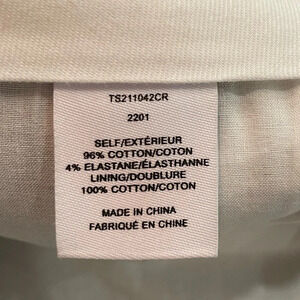 TS211042CR
2201
SELF/EXTÉRIEUR
96% COTTON/COTON
4% ELASTANE/ÉLASTHANNE
LINING/DOUBLURE
100% COTTON/COTON
MADE IN CHINA
FABRIQUÉ EN CHINE